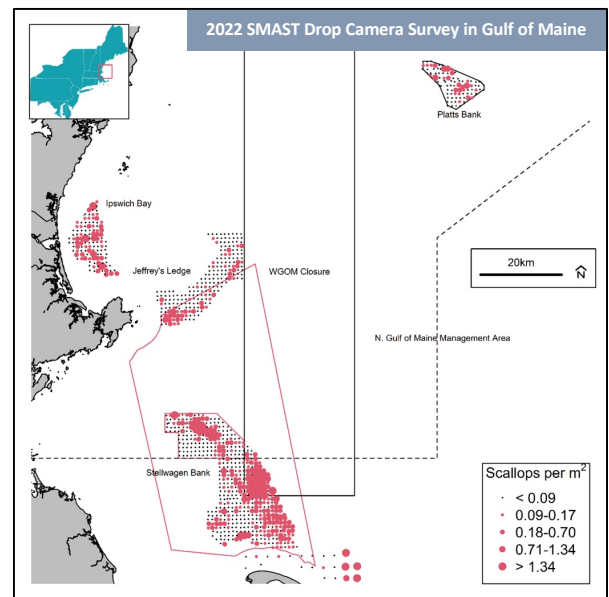 2022 SMAST Drop Camera Survey in Gulf of Maine
Platts Bank
Ipswich Bay
Jeffrey's Ledge
WGOM Closure
20km
N
N. Gulf of Maine Management Area
Stellwagen Bank
Scallops per m²
< 0.09
0.09-0.17
0.18-0.70
0.71-1.34
> 1.34